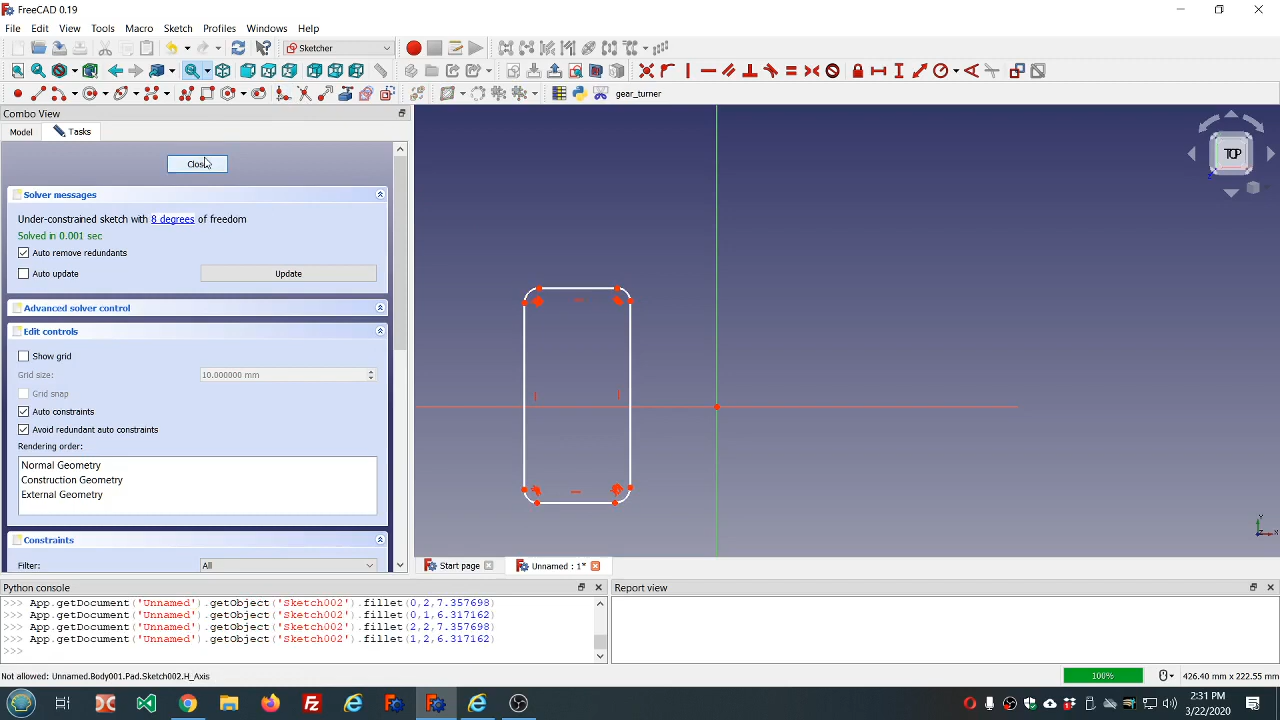 FreeCAD 0.19
File Edit View Tools Macro Sketch Profiles Windows Help
Sketcher
gear_turner
Combo View
Model Tasks
Close
TOP
Solver messages
Under-constrained sketch with 8 degrees of freedom
Solved in 0.001 sec
Auto remove redundants
Auto update Update
Advanced solver control
Edit controls
Show grid
Grid size: 10.000000 mm
Grid snap
Auto constraints
Avoid redundant auto constraints
Rendering order:
Normal Geometry
Construction Geometry
External Geometry
Constraints
Filter: All
Start page Unnamed : 1*
Python console Report view
>>> App.getDocument('Unnamed').getObject('Sketch002').fillet(0,2,7.357698)
>>> App.getDocument('Unnamed').getObject('Sketch002').fillet(0,1,6.317162)
>>> App.getDocument('Unnamed').getObject('Sketch002').fillet(2,2,7.357698)
>>> App.getDocument('Unnamed').getObject('Sketch002').fillet(1,2,6.317162)
>>>
Not allowed: Unnamed.Body001.Pad.Sketch002.H_Axis 100% 426.40 mm x 222.55 mm
2:31 PM
3/22/2020